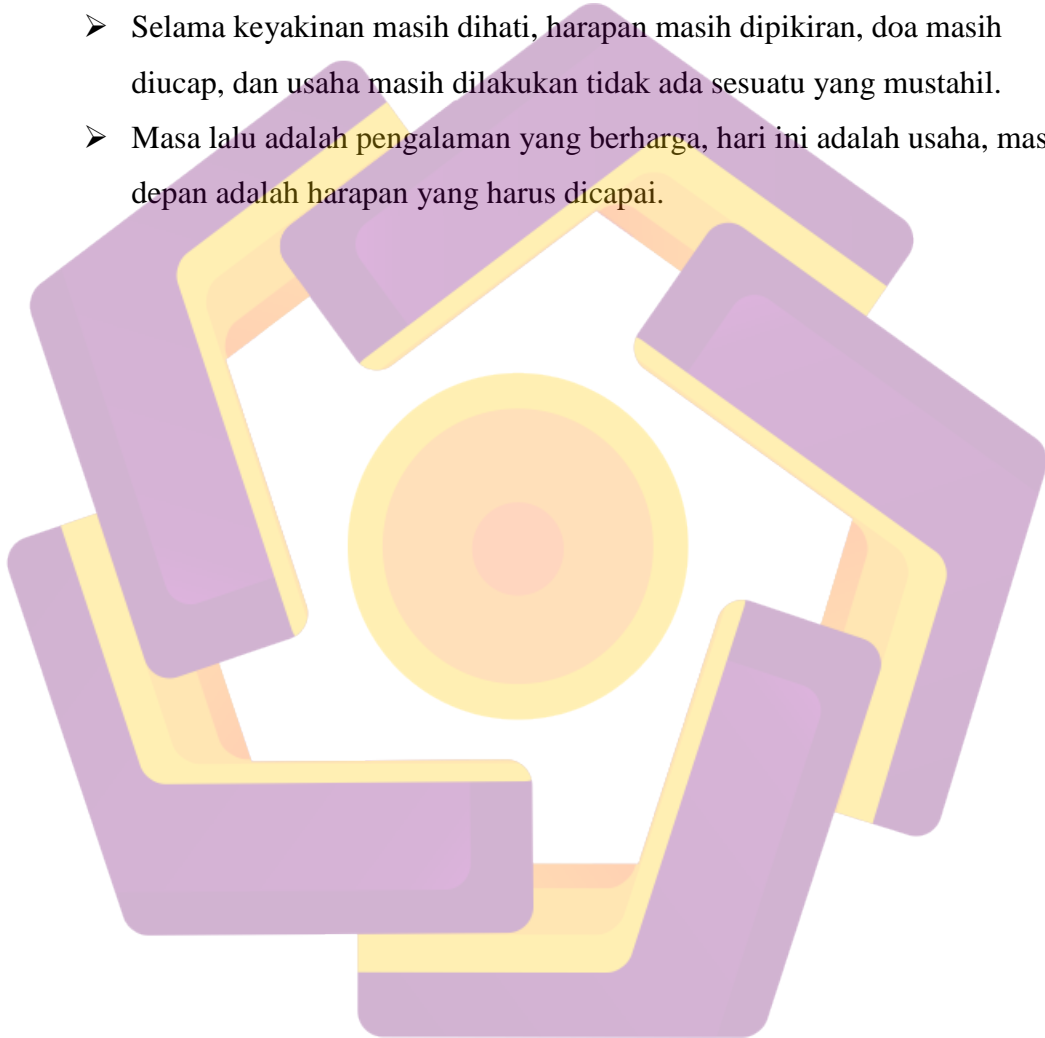 ➢ Selama keyakinan masih dihati, harapan masih dipikiran, doa masih
diucap, dan usaha masih dilakukan tidak ada sesuatu yang mustahil.
➢ Masa lalu adalah pengalaman yang berharga, hari ini adalah usaha, mas
depan adalah harapan yang harus dicapai.